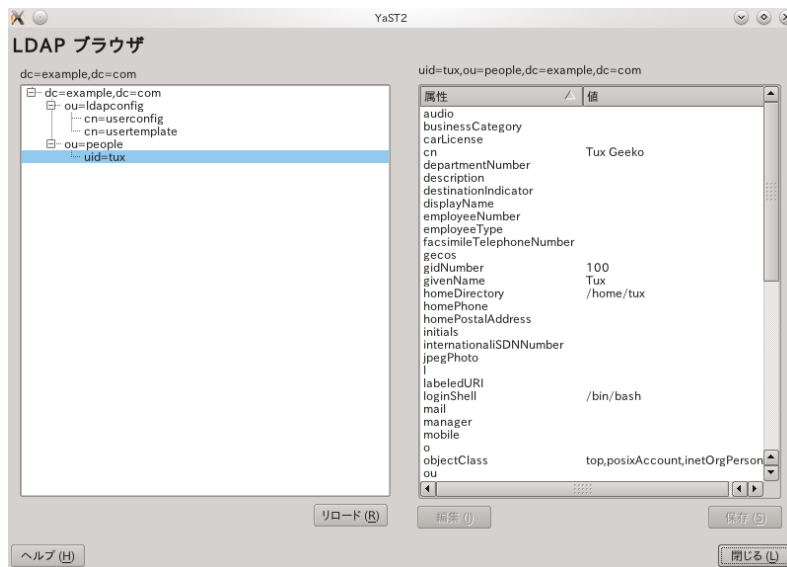 YaST2
LDAP ブラウザ
dc=example,dc=com
dc=example,dc=com
ou=ldapconfig
cn=userconfig
cn=usertemplate
ou=people
uid=tux
リロード (R)
uid=tux,ou=people,dc=example,dc=com
属性 値
audio
businessCategory
carLicense
cn Tux Geeko
departmentNumber
description
destinationIndicator
displayName
employeeNumber
employeeType
facsimileTelephoneNumber
gecos
gidNumber 100
givenName Tux
homeDirectory /home/tux
homePhone
homePostalAddress
initials
internationaliSDNNumber
jpegPhoto
l
labeledURI
loginShell /bin/bash
mail
manager
mobile
o
objectClass top,posixAccount,inetOrgPerson
ou
編集 (I)
保存 (S)
ヘルプ (H)
閉じる (L)